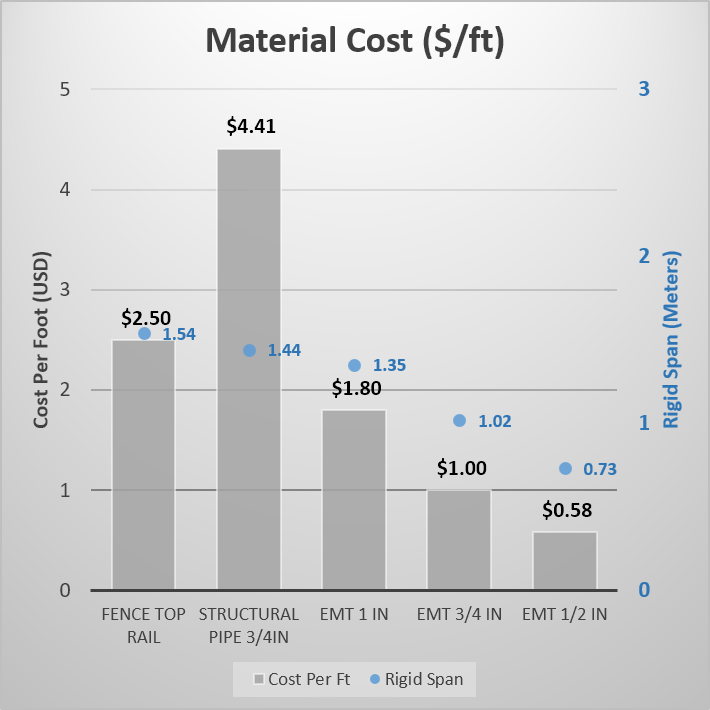 Material Cost ($/ft)
5
4
3
2
1
0
Cost Per Foot (USD)
3
2
1
0
Rigid Span (Meters)
$2.50
$4.41
$1.80
$1.00
$0.58
1.54
1.44
1.35
1.02
0.73
FENCE TOP
RAIL
STRUCTURAL
PIPE 3/4IN
EMT 1 IN
EMT 3/4 IN
EMT 1/2 IN
Cost Per Ft
Rigid Span